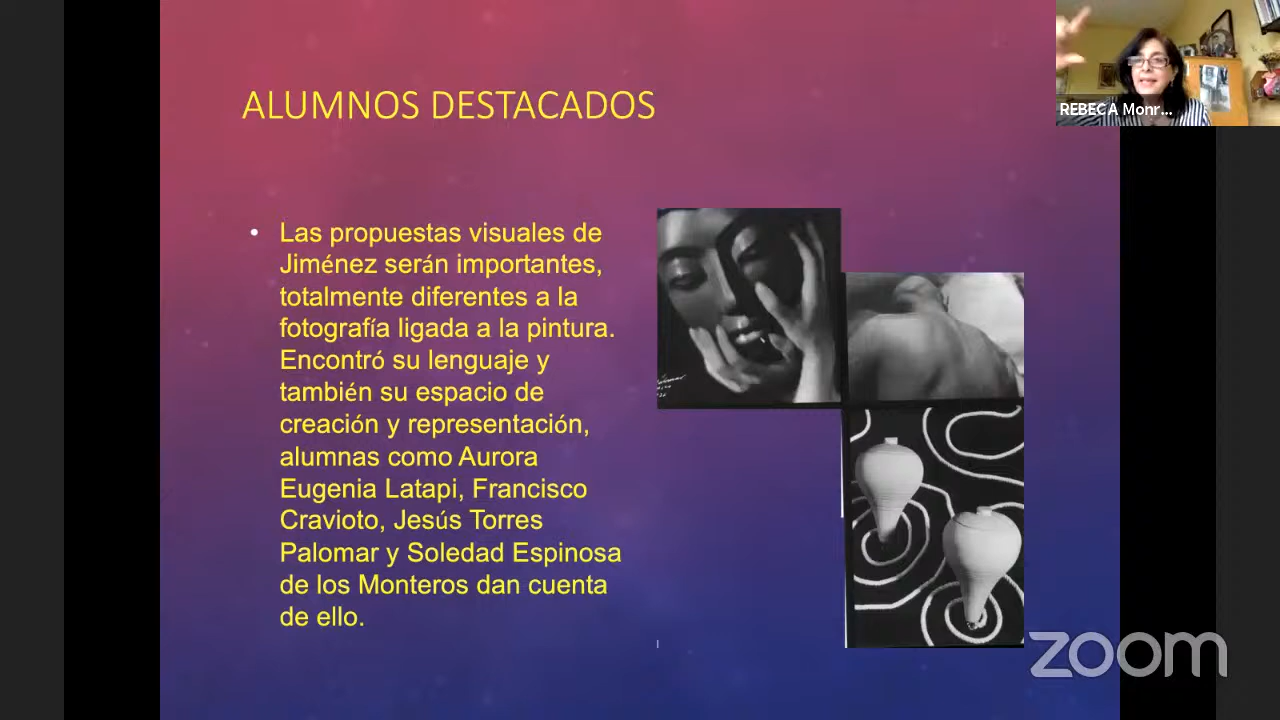 ALUMNOS DESTACADOS
REBECA Monr...
• Las propuestas visuales de
Jiménez serán importantes,
totalmente diferentes a la
fotografía ligada a la pintura.
Encontró su lenguaje y
también su espacio de
creación y representación,
alumnas como Aurora
Eugenia Latapi, Francisco
Cravioto, Jesús Torres
Palomar y Soledad Espinosa
de los Monteros dan cuenta
de ello.
zoom